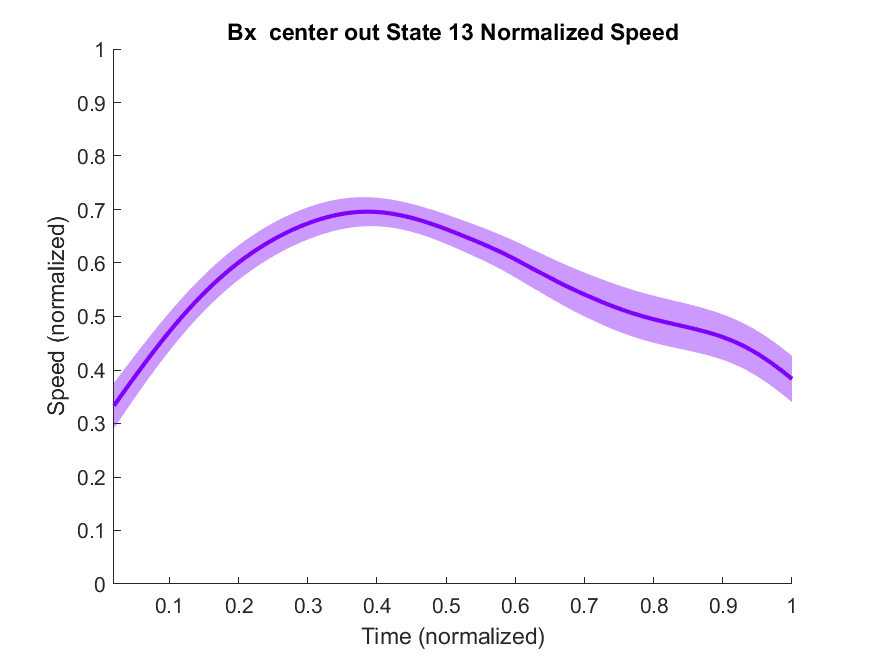 Bx  center out State 13 Normalized Speed
1
0.9
0.8
0.7
0.6
0.5
0.4
0.3
0.2
0.1
0
Speed (normalized)
0.1 0.2 0.3 0.4 0.5 0.6 0.7 0.8 0.9 1
Time (normalized)